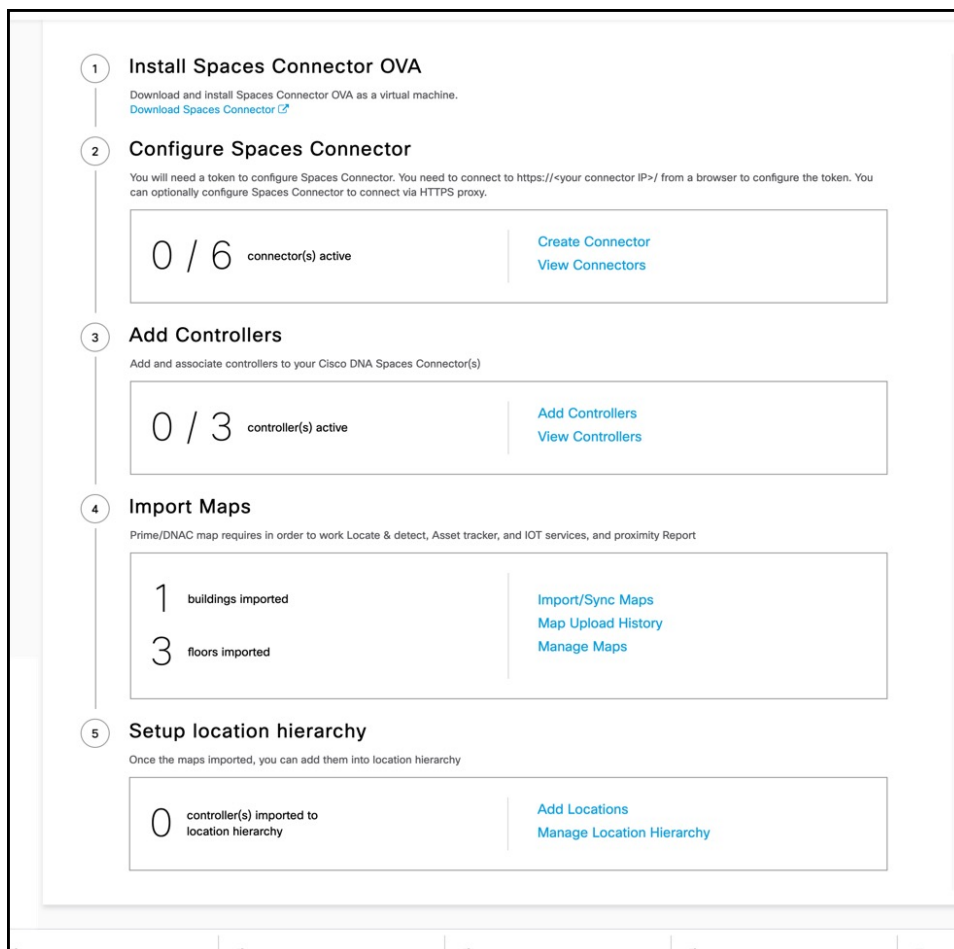 1 Install Spaces Connector OVA
Download and install Spaces Connector OVA as a virtual machine.
Download Spaces Connector
2 Configure Spaces Connector
You will need a token to configure Spaces Connector. You need to connect to https://<your connector IP>/ from a browser to configure the token. You
can optionally configure Spaces Connector to connect via HTTPS proxy.
0 / 6 connector(s) active
Create Connector
View Connectors
3 Add Controllers
Add and associate controllers to your Cisco DNA Spaces Connector(s)
0 / 3 controller(s) active
Add Controllers
View Controllers
4 Import Maps
Prime/DNAC map requires in order to work Locate & detect, Asset tracker, and IOT services, and proximity Report
1 buildings imported
3 floors imported
Import/Sync Maps
Map Upload History
Manage Maps
5 Setup location hierarchy
Once the maps imported, you can add them into location hierarchy
0 controller(s) imported to
location hierarchy
Add Locations
Manage Location Hierarchy